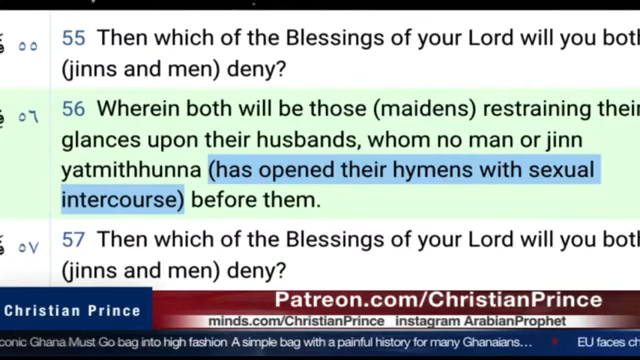 ٥٥ 55 Then which of the Blessings of your Lord will you both
(jinns and men) deny?
٥٦ 56 Wherein both will be those (maidens) restraining their
glances upon their husbands, whom no man or jinn
yatmithhunna (has opened their hymens with sexual
intercourse) before them.
٥٧ 57 Then which of the Blessings of your Lord will you both
(jinns and men) deny?
Christian Prince
Patreon.com/ChristianPrince
minds.com/ChristianPrince instagram ArabianProphet
Ghana Must Go bag into high fashion A simple bag with a painful history for many Ghanaians... EU faces